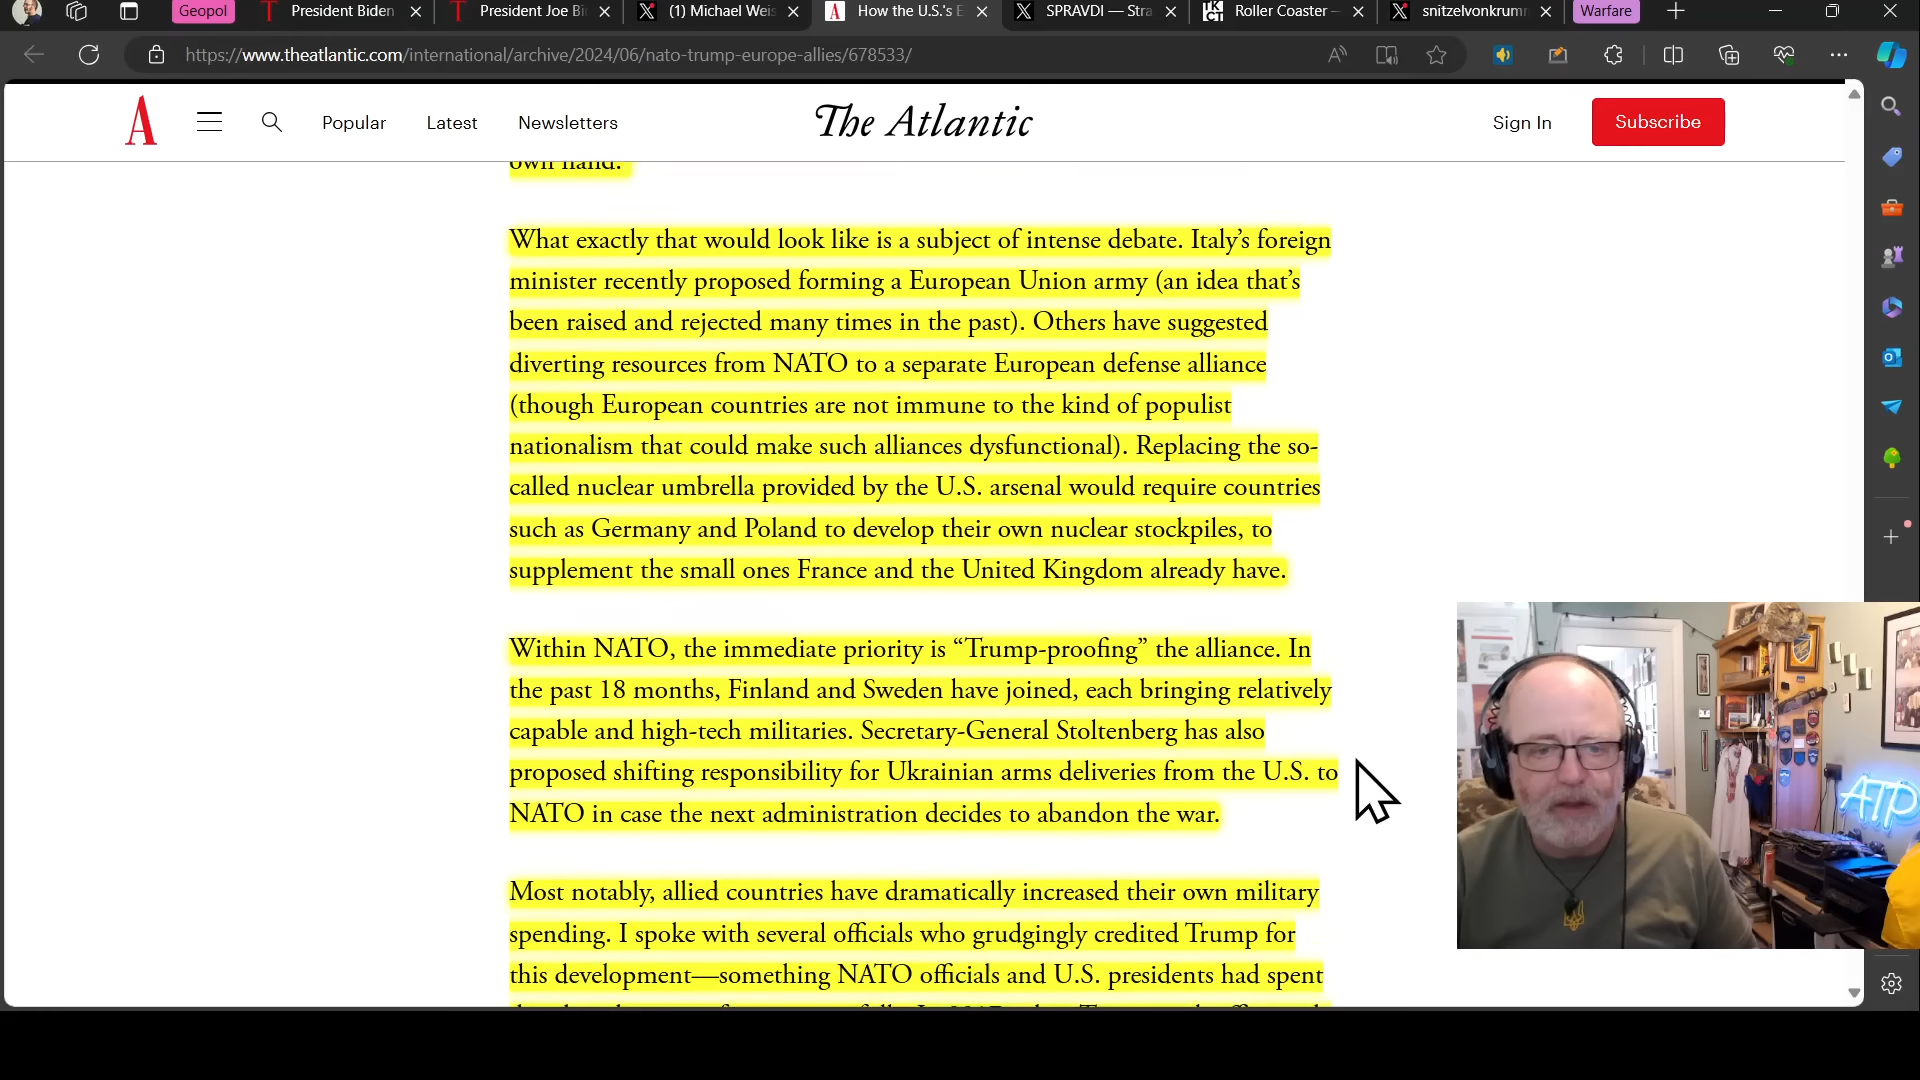 Geopol
President Biden
President Joe Bi
(1) Michael Weis
How the U.S.'s E
SPRAVDI — Stra
Roller Coaster –
snitzelvonkrum
Warfare
https://www.theatlantic.com/international/archive/2024/06/nato-trump-europe-allies/678533/
Popular
Latest
Newsletters
The Atlantic
Sign In
Subscribe
own hand.
What exactly that would look like is a subject of intense debate. Italy’s foreign
minister recently proposed forming a European Union army (an idea that’s
been raised and rejected many times in the past). Others have suggested
diverting resources from NATO to a separate European defense alliance
(though European countries are not immune to the kind of populist
nationalism that could make such alliances dysfunctional). Replacing the so-
called nuclear umbrella provided by the U.S. arsenal would require countries
such as Germany and Poland to develop their own nuclear stockpiles, to
supplement the small ones France and the United Kingdom already have.
Within NATO, the immediate priority is “Trump-proofing” the alliance. In
the past 18 months, Finland and Sweden have joined, each bringing relatively
capable and high-tech militaries. Secretary-General Stoltenberg has also
proposed shifting responsibility for Ukrainian arms deliveries from the U.S. to
NATO in case the next administration decides to abandon the war.
Most notably, allied countries have dramatically increased their own military
spending. I spoke with several officials who grudgingly credited Trump for
this development—something NATO officials and U.S. presidents had spent
ATP